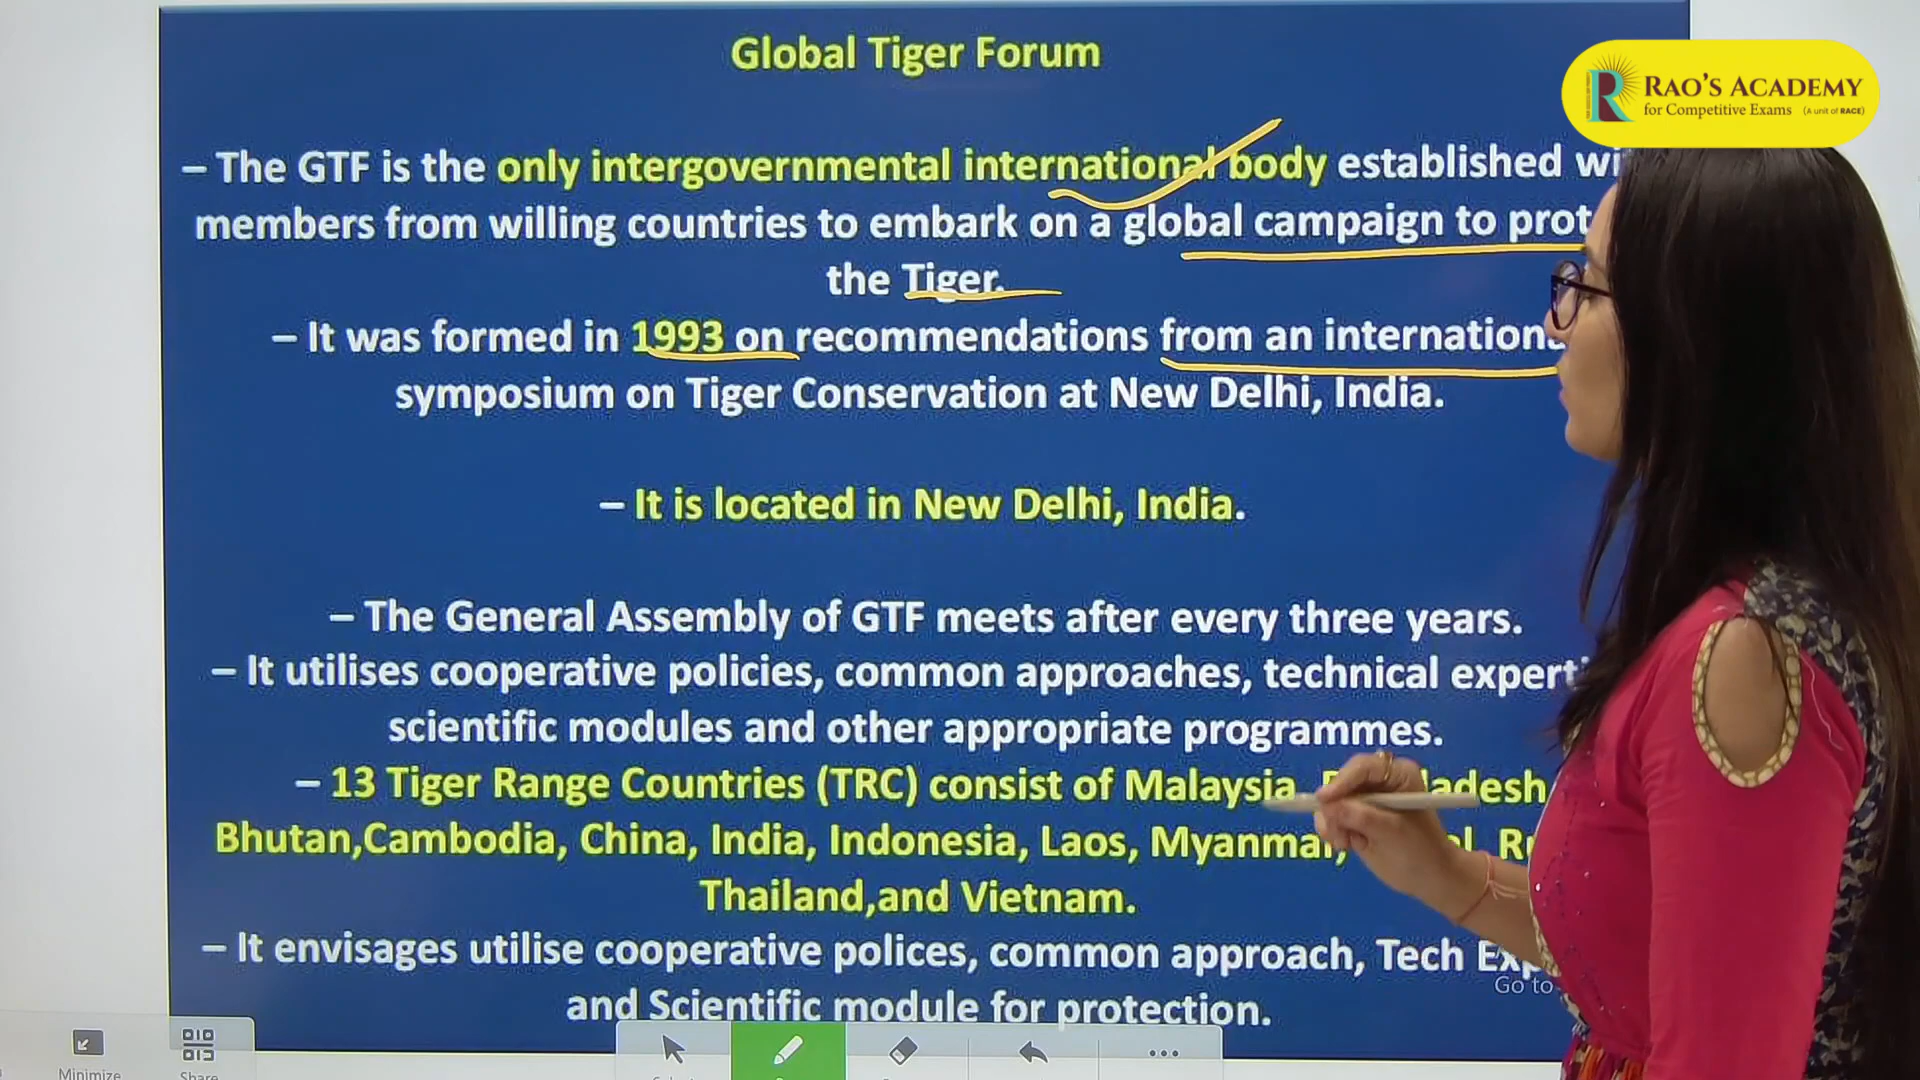 Global Tiger Forum
RAO'S ACADEMY
for Competitive Exams (A unit of RACE)
– The GTF is the only intergovernmental international body established
members from willing countries to embark on a global campaign to
the Tiger.
– It was formed in 1993 on recommendations from an
symposium on Tiger Conservation at New Delhi, India.
– It is located in New Delhi, India.
– The General Assembly of GTF meets after every three years.
– It utilises cooperative policies, common approaches, technical
scientific modules and other appropriate programmes.
– 13 Tiger Range Countries (TRC) consist of Malaysia,
Bhutan,Cambodia, China, India, Indonesia, Laos, Myanmar,
Thailand,and Vietnam.
– It envisages utilise cooperative polices, common approach, Tech
and Scientific module for protection.
Go to
Minimize
Share